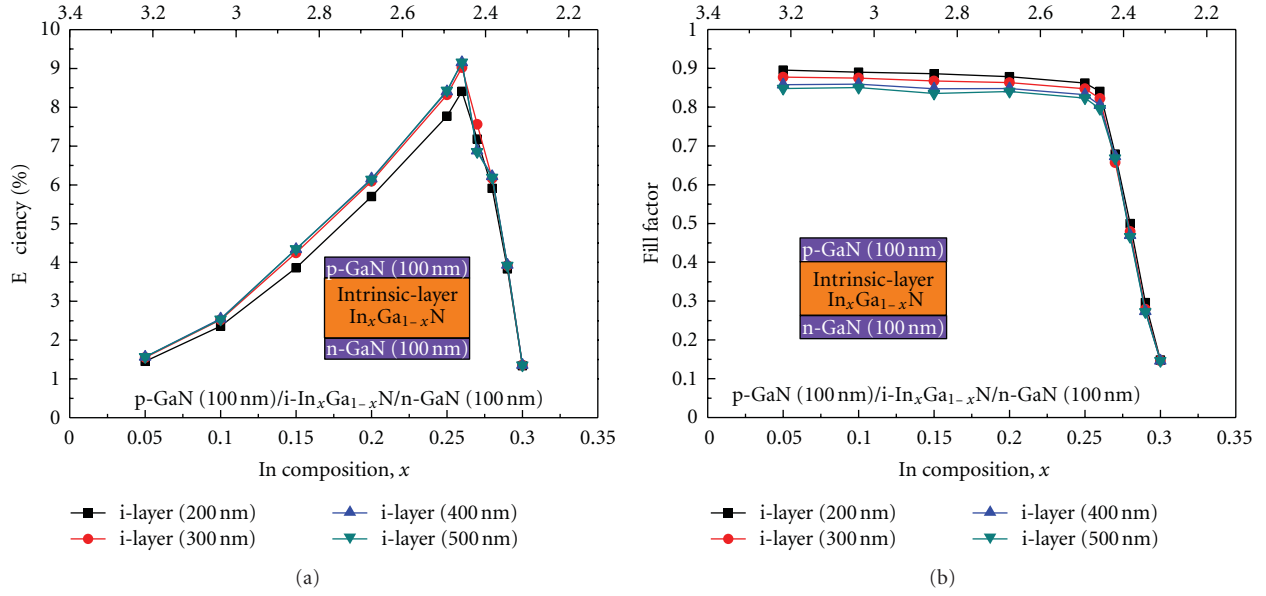 3.4 3.2 3 2.8 2.6 2.4 2.2
10
9
8
7
6
5
4
3
2
1
0
E ciency (%)
p-GaN (100 nm)
Intrinsic-layer
InxGa1−xN
n-GaN (100 nm)
p-GaN (100 nm)/i-InxGa1−xN/n-GaN (100 nm)
0 0.05 0.1 0.15 0.2 0.25 0.3 0.35
In composition, x
i-layer (200 nm)
i-layer (300 nm)
i-layer (400 nm)
i-layer (500 nm)
(a)
3.4 3.2 3 2.8 2.6 2.4 2.2
1
0.9
0.8
0.7
0.6
0.5
0.4
0.3
0.2
0.1
0
Fill factor
p-GaN (100 nm)
Intrinsic-layer
InxGa1−xN
n-GaN (100 nm)
p-GaN (100 nm)/i-InxGa1−xN/n-GaN (100 nm)
0 0.05 0.1 0.15 0.2 0.25 0.3 0.35
In composition, x
i-layer (200 nm)
i-layer (300 nm)
i-layer (400 nm)
i-layer (500 nm)
(b)